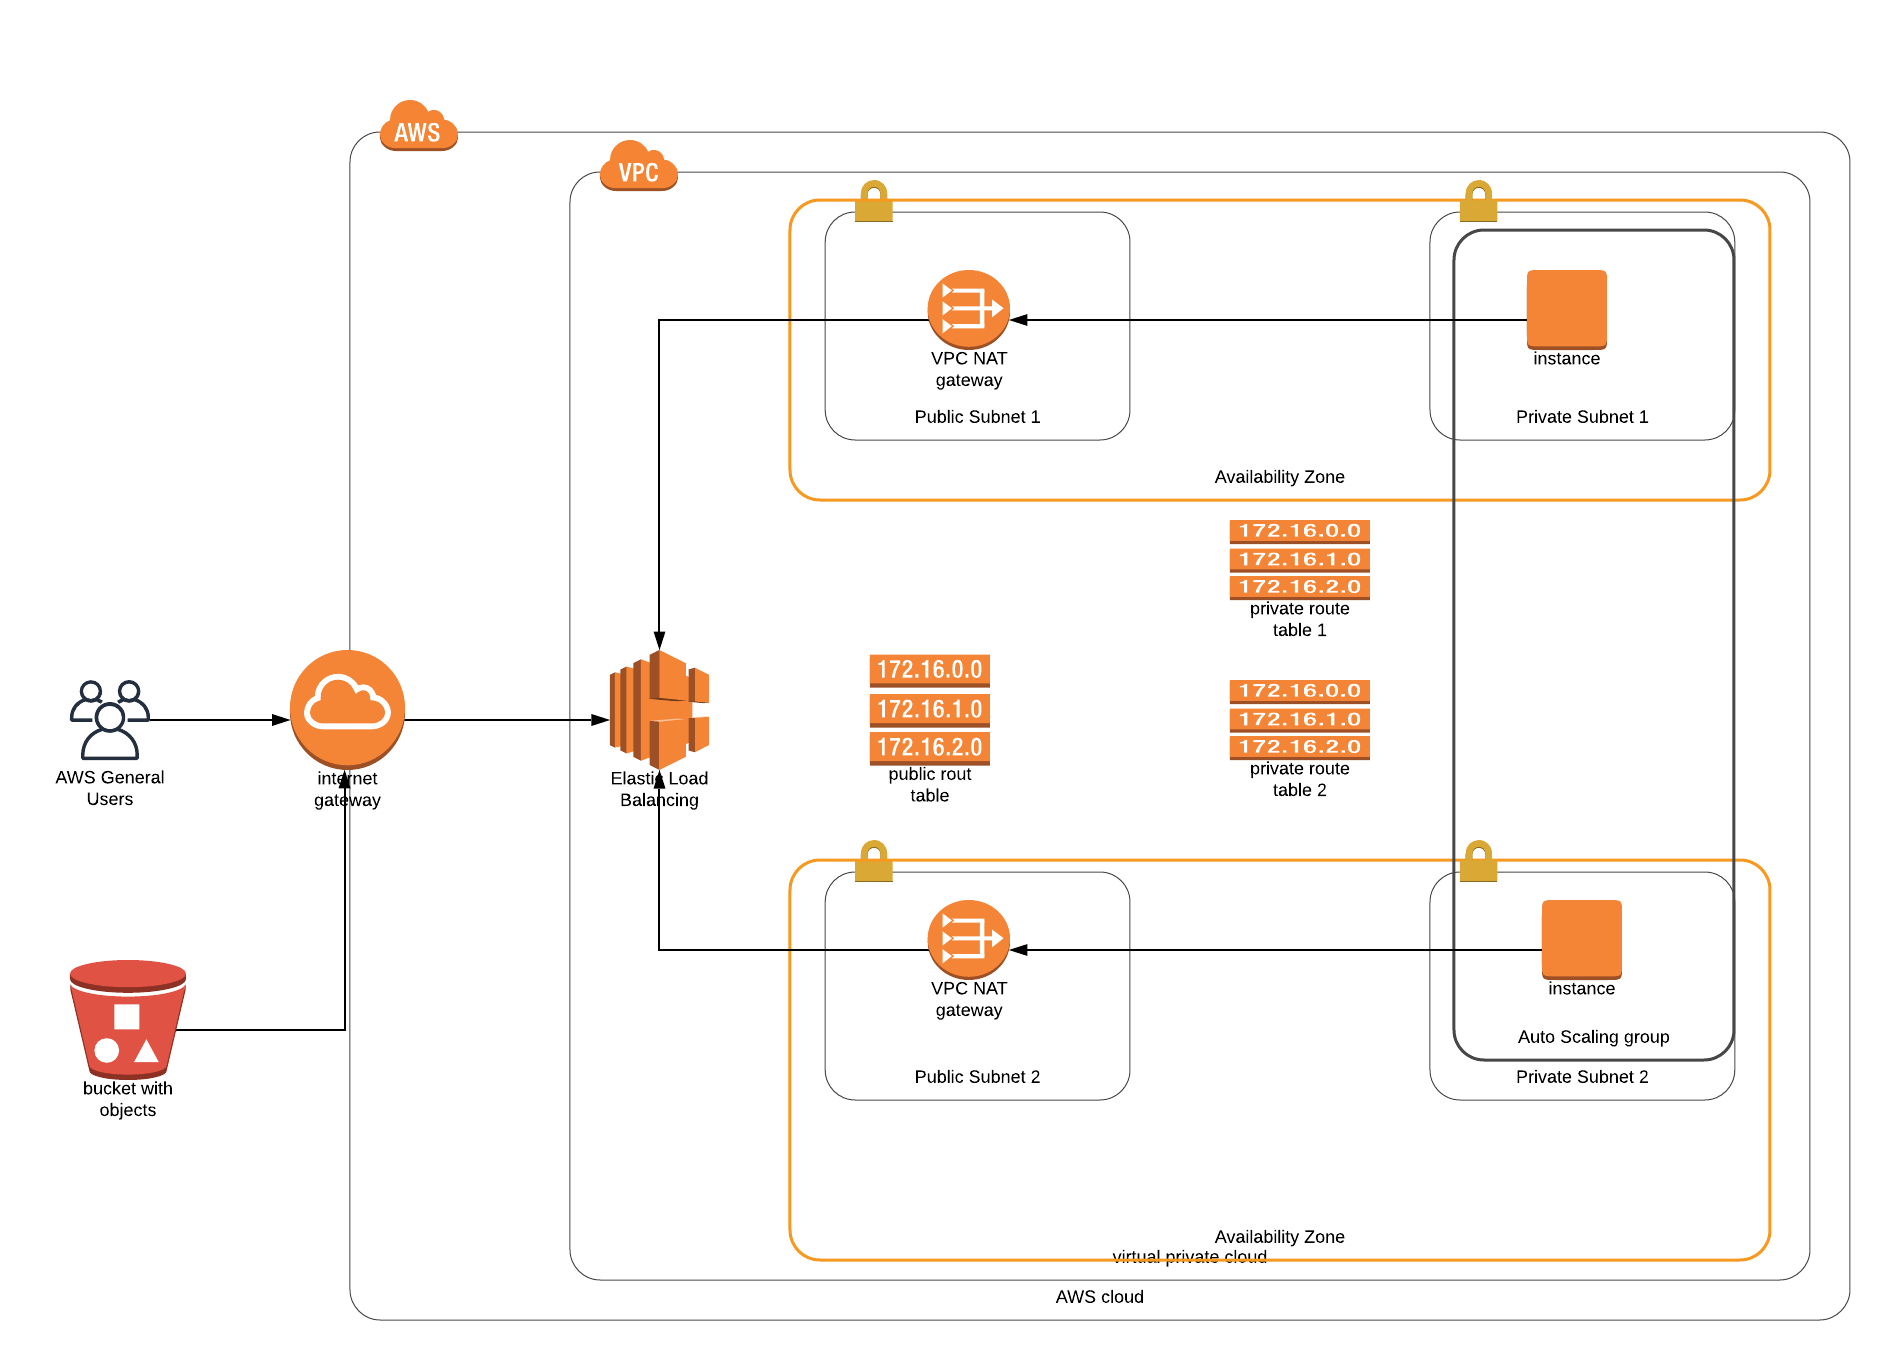 AWS
VPC
VPC NAT
gateway
Public Subnet 1
instance
Private Subnet 1
Availability Zone
172.16.0.0
172.16.1.0
172.16.2.0
private route
table 1
172.16.0.0
172.16.1.0
172.16.2.0
public rout
table
172.16.0.0
172.16.1.0
172.16.2.0
private route
table 2
AWS General
Users
internet
gateway
Elastic Load
Balancing
VPC NAT
gateway
Public Subnet 2
instance
Auto Scaling group
Private Subnet 2
bucket with
objects
Availability Zone
virtual private cloud
AWS cloud